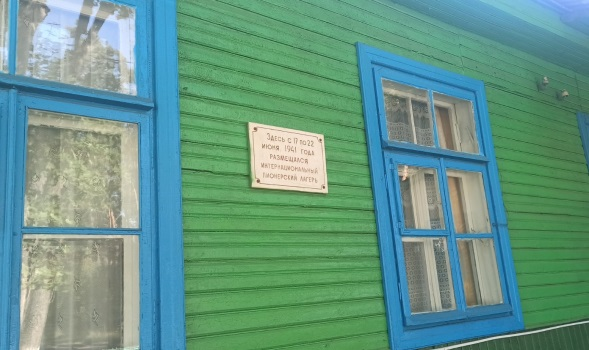 ЗДЕСЬ С 17 ПО 22
ИЮНЯ 1941 ГОДА
РАЗМЕЩАЛСЯ
ИНТЕРНАЦИОНАЛЬНЫЙ
ПИОНЕРСКИЙ ЛАГЕРЬ